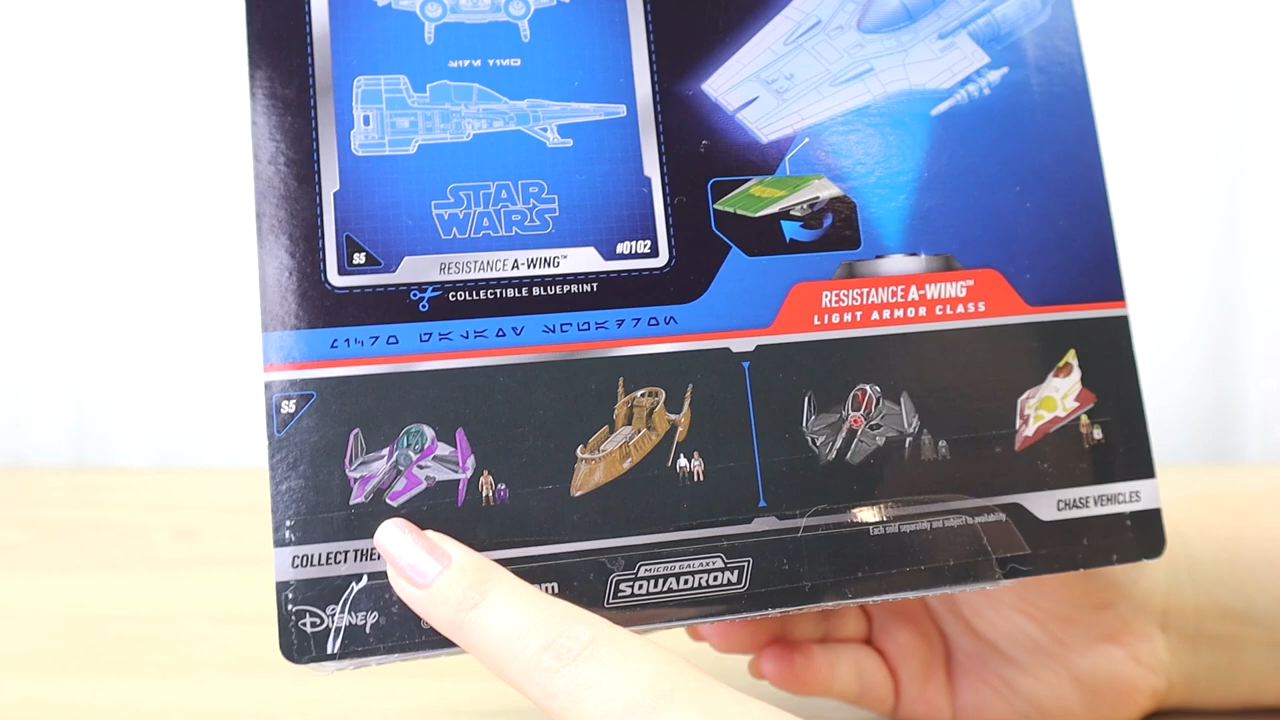 STAR
WARS
S5
#0102
RESISTANCE A-WING™
COLLECTIBLE BLUEPRINT
RESISTANCE A-WING™
LIGHT ARMOR CLASS
S5
COLLECT
CHASE VEHICLES
Each sold separately and subject to availability.
DISNEY
MICRO GALAXY
SQUADRON